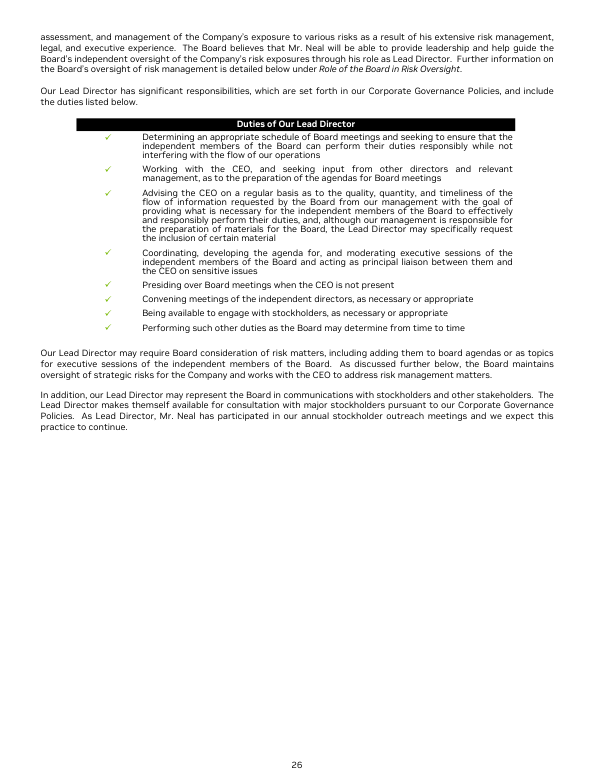 assessment, and management of the Company's exposure to various risks as a result of his extensive risk management,
legal, and executive experience.  The Board believes that Mr. Neal will be able to provide leadership and help guide the
Board's independent oversight of the Company's risk exposures through his role as Lead Director.  Further information on
the Board's oversight of risk management is detailed below under Role of the Board in Risk Oversight.
Our Lead Director has significant responsibilities, which are set forth in our Corporate Governance Policies, and include
the duties listed below.
Duties of Our Lead Director
✓ Determining an appropriate schedule of Board meetings and seeking to ensure that the
independent members of the Board can perform their duties responsibly while not
interfering with the flow of our operations
✓ Working with the CEO, and seeking input from other directors and relevant
management, as to the preparation of the agendas for Board meetings
✓ Advising the CEO on a regular basis as to the quality, quantity, and timeliness of the
flow of information requested by the Board from our management with the goal of
providing what is necessary for the independent members of the Board to effectively
and responsibly perform their duties, and, although our management is responsible for
the preparation of materials for the Board, the Lead Director may specifically request
the inclusion of certain material
✓ Coordinating, developing the agenda for, and moderating executive sessions of the
independent members of the Board and acting as principal liaison between them and
the CEO on sensitive issues
✓ Presiding over Board meetings when the CEO is not present
✓ Convening meetings of the independent directors, as necessary or appropriate
✓ Being available to engage with stockholders, as necessary or appropriate
✓ Performing such other duties as the Board may determine from time to time
Our Lead Director may require Board consideration of risk matters, including adding them to board agendas or as topics
for executive sessions of the independent members of the Board.  As discussed further below, the Board maintains
oversight of strategic risks for the Company and works with the CEO to address risk management matters.
In addition, our Lead Director may represent the Board in communications with stockholders and other stakeholders.  The
Lead Director makes themself available for consultation with major stockholders pursuant to our Corporate Governance
Policies.  As Lead Director, Mr. Neal has participated in our annual stockholder outreach meetings and we expect this
practice to continue.
26